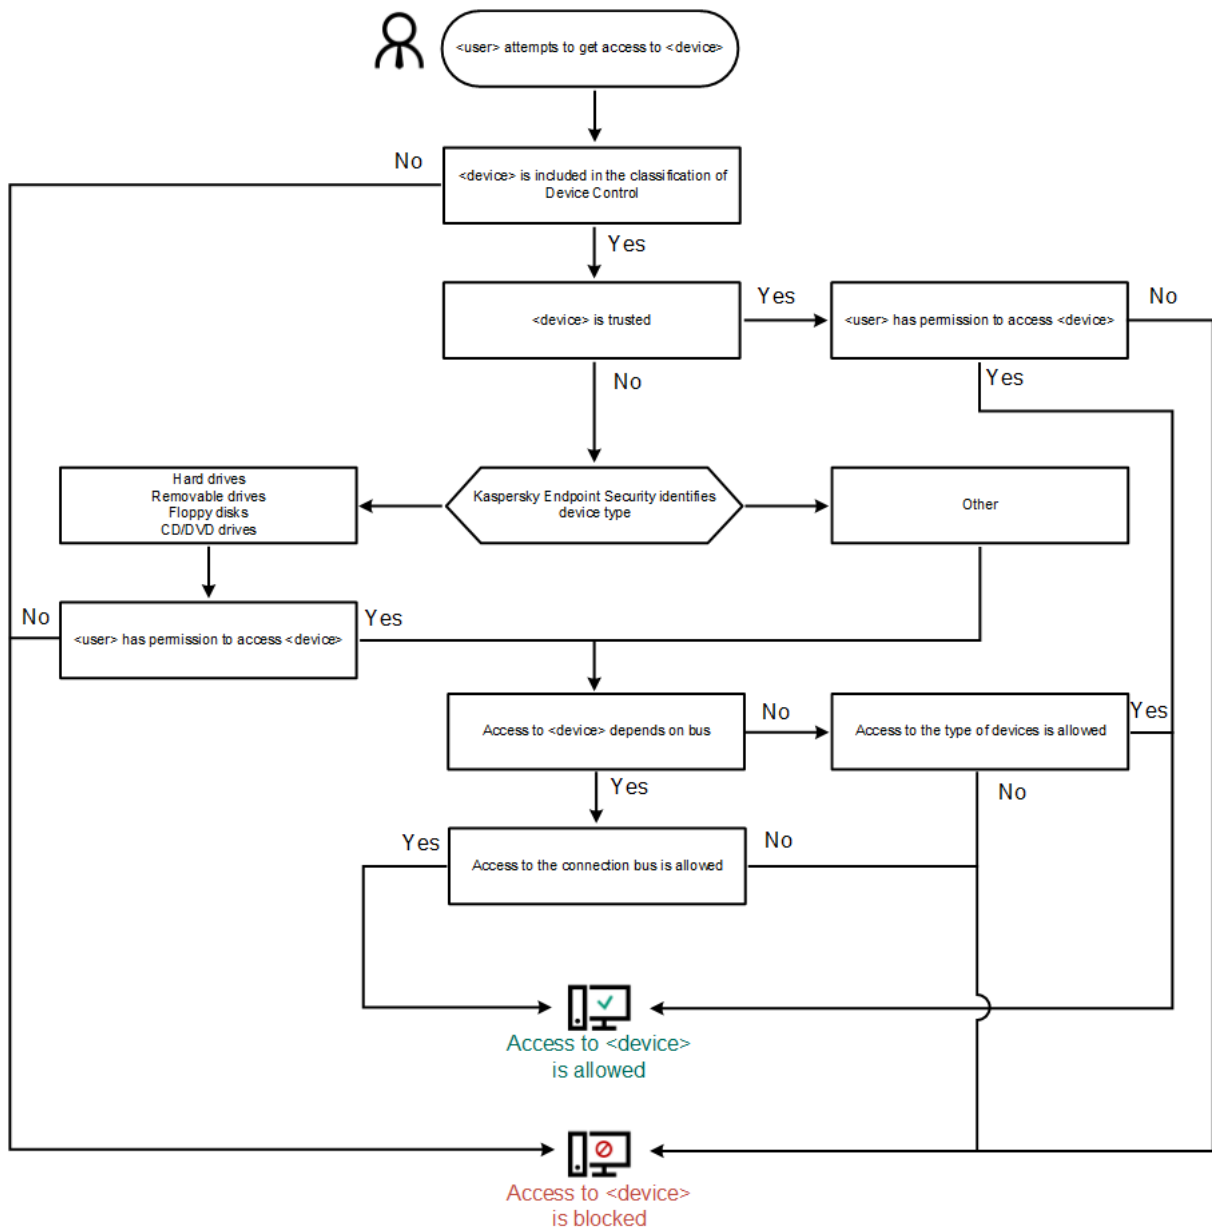 <user> attempts to get access to <device>
No
<device> is included in the classification of
Device Control
Yes
<device> is trusted
Yes
<user> has permission to access <device>
No
No
Yes
Hard drives
Removable drives
Floppy disks
CD/DVD drives
Kaspersky Endpoint Security identifies
device type
Other
No
<user> has permission to access <device>
Yes
Access to <device> depends on bus
No
Access to the type of devices is allowed
Yes
Yes
No
Yes
Access to the connection bus is allowed
No
Access to <device>
is allowed
Access to <device>
is blocked